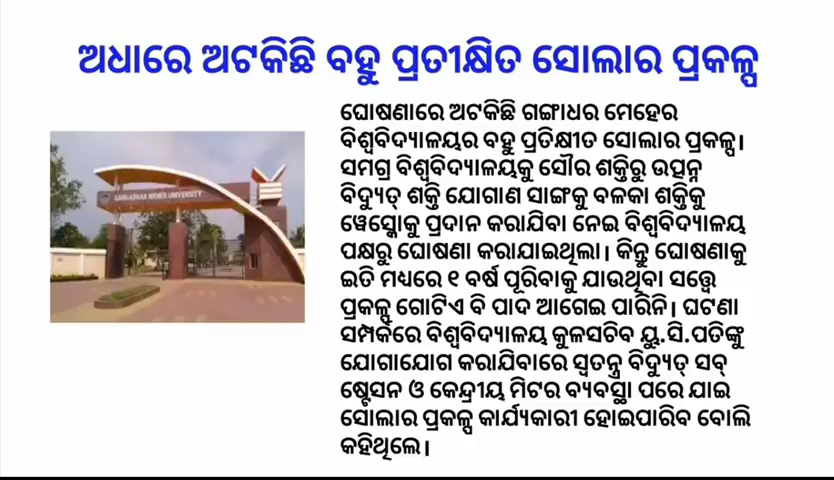 ଅଧାରେ ଅଟକିଛି ବହୁ ପ୍ରତୀକ୍ଷିତ ସୋଲାର ପ୍ରକଳ୍ପ
ଘୋଷଣାରେ ଅଟକିଛି ଗଙ୍ଗାଧର ମେହେର
ବିଶ୍ୱବିଦ୍ୟାଳୟର ବହୁ ପ୍ରତିକ୍ଷୀତ ସୋଲାର ପ୍ରକଳ୍ପ।
ସମଗ୍ର ବିଶ୍ୱବିଦ୍ୟାଳୟକୁ ସୌର ଶକ୍ତିରୁ ଉତ୍ପନ୍ନ
ବିଦ୍ୟୁତ୍ ଶକ୍ତି ଯୋଗାଣ ସାଙ୍ଗକୁ ବଳକା ଶକ୍ତିକୁ
ୱେସ୍କୋକୁ ପ୍ରଦାନ କରାଯିବା ନେଇ ବିଶ୍ୱବିଦ୍ୟାଳୟ
ପକ୍ଷରୁ ଘୋଷଣା କରାଯାଇଥିଲା। କିନ୍ତୁ ଘୋଷଣାକୁ
ଇତି ମଧ୍ୟରେ ୧ ବର୍ଷ ପୂରିବାକୁ ଯାଉଥିବା ସତ୍ତ୍ୱେ
ପ୍ରକଳ୍ପ ଗୋଟିଏ ବି ପାଦ ଆଗେଇ ପାରିନି। ଘଟଣା
ସମ୍ପର୍କରେ ବିଶ୍ୱବିଦ୍ୟାଳୟ କୁଳସଚିବ ୟୁ.ସି.ପତିଙ୍କୁ
ଯୋଗାଯୋଗ କରାଯିବାରେ ସ୍ୱତନ୍ତ୍ର ବିଦ୍ୟୁତ୍ ସବ୍
ଷ୍ଟେସନ ଓ କେନ୍ଦ୍ରୀୟ ମିଟର ବ୍ୟବସ୍ଥା ପରେ ଯାଇ
ସୋଲାର ପ୍ରକଳ୍ପ କାର୍ଯ୍ୟକାରୀ ହୋଇପାରିବ ବୋଲି
କହିଥିଲେ।
GANGADHAR MEHER UNIVERSITY